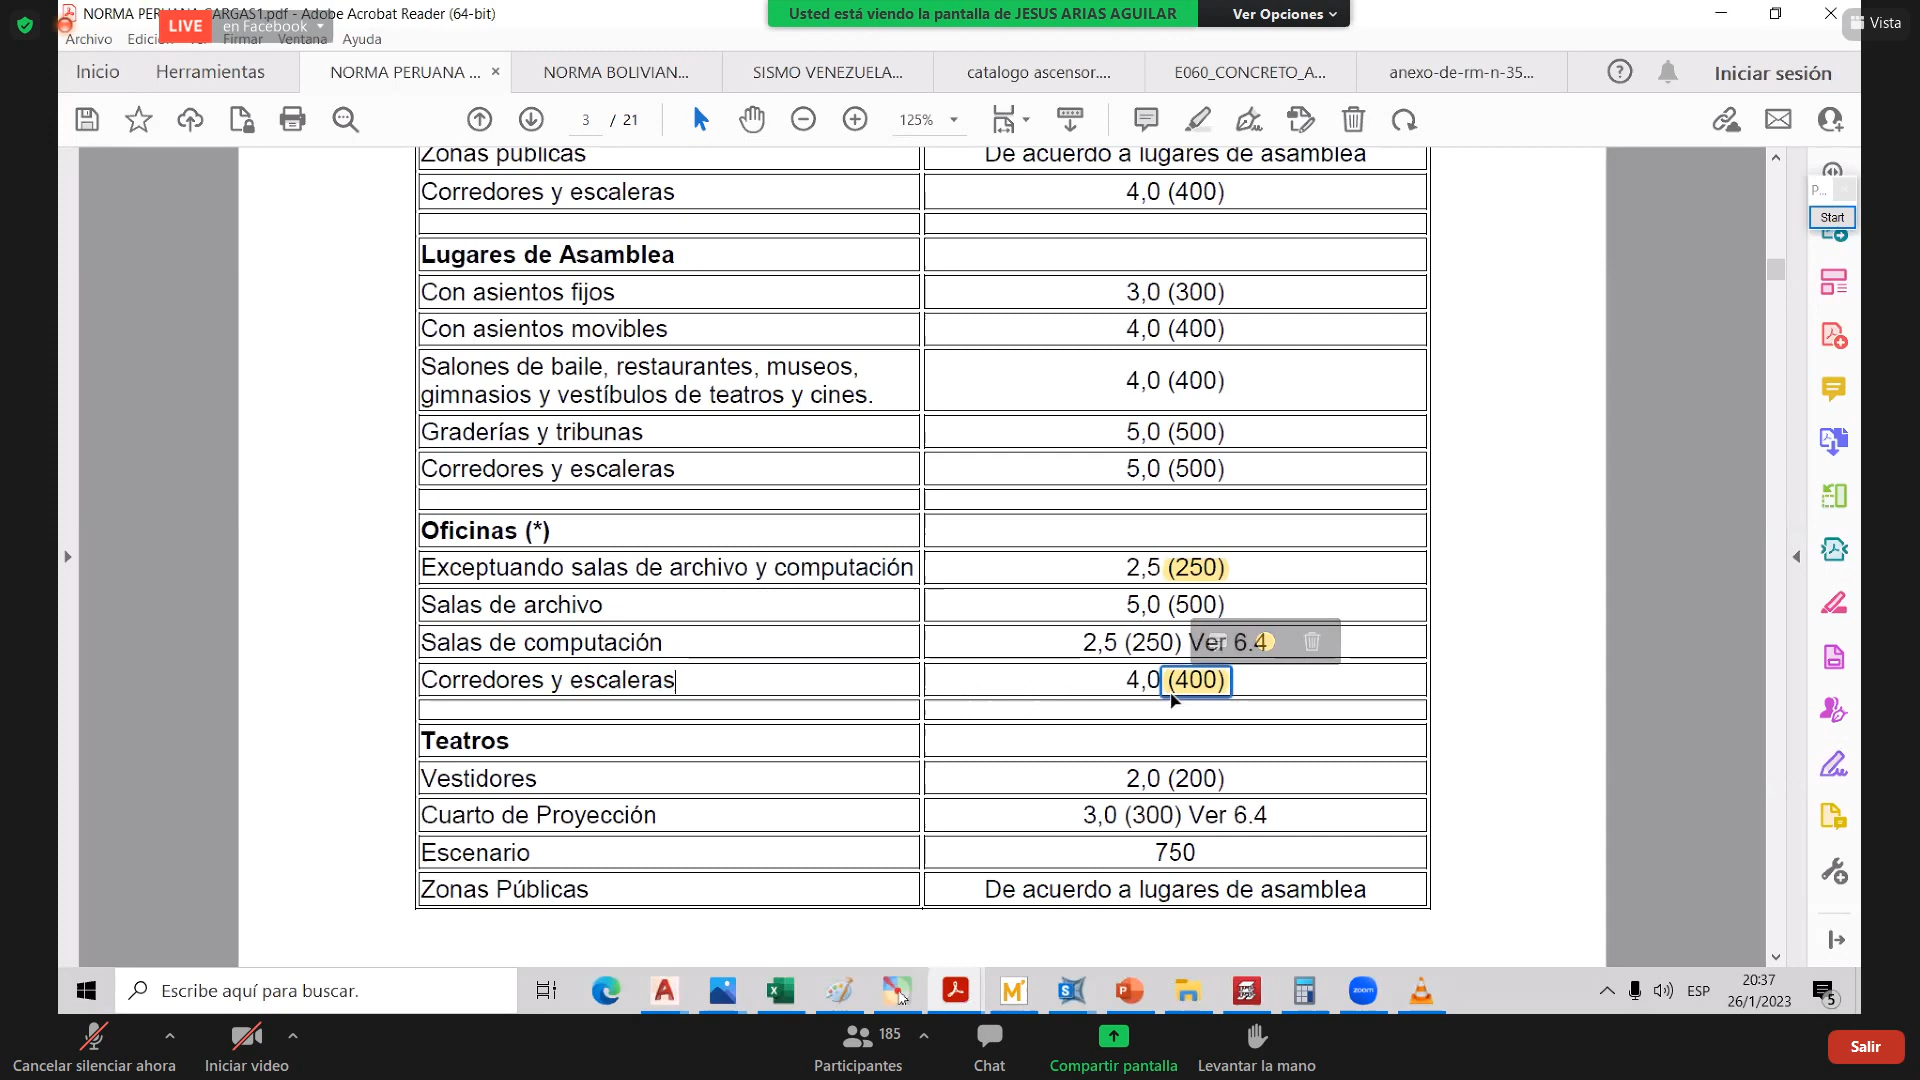 NORMA PERUANA CARGAS1.pdf - Adobe Acrobat Reader (64-bit)
Usted está viendo la pantalla de JESUS ARIAS AGUILAR
Ver Opciones
Vista
LIVE en Facebook
Archivo Edición Ver Firmar Ventana Ayuda
Inicio Herramientas NORMA PERUANA ... × NORMA BOLIVIAN... SISMO VENEZUELA... catalogo ascensor.... E060_CONCRETO_A... anexo-de-rm-n-35... Iniciar sesión
3 / 21 125%
P...
Start
Zonas públicas De acuerdo a lugares de asamblea
Corredores y escaleras 4,0 (400)
Lugares de Asamblea
Con asientos fijos 3,0 (300)
Con asientos movibles 4,0 (400)
Salones de baile, restaurantes, museos,
gimnasios y vestíbulos de teatros y cines. 4,0 (400)
Graderías y tribunas 5,0 (500)
Corredores y escaleras 5,0 (500)
Oficinas (*)
Exceptuando salas de archivo y computación 2,5 (250)
Salas de archivo 5,0 (500)
Salas de computación 2,5 (250) Ver 6.4
Corredores y escaleras 4,0 (400)
Teatros
Vestidores 2,0 (200)
Cuarto de Proyección 3,0 (300) Ver 6.4
Escenario 750
Zonas Públicas De acuerdo a lugares de asamblea
Escribe aquí para buscar.
zoom
ESP
20:37
26/1/2023
5
Cancelar silenciar ahora
Iniciar video
185
Participantes
Chat
Compartir pantalla
Levantar la mano
Salir